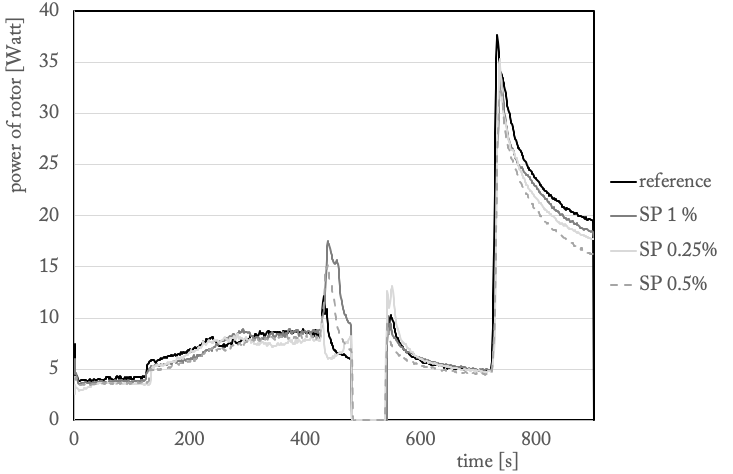 power of rotor [Watt]
40
35
30
25
20
15
10
5
0
0 200 400 600 800
time [s]
reference
SP 1 %
SP 0.25%
SP 0.5%